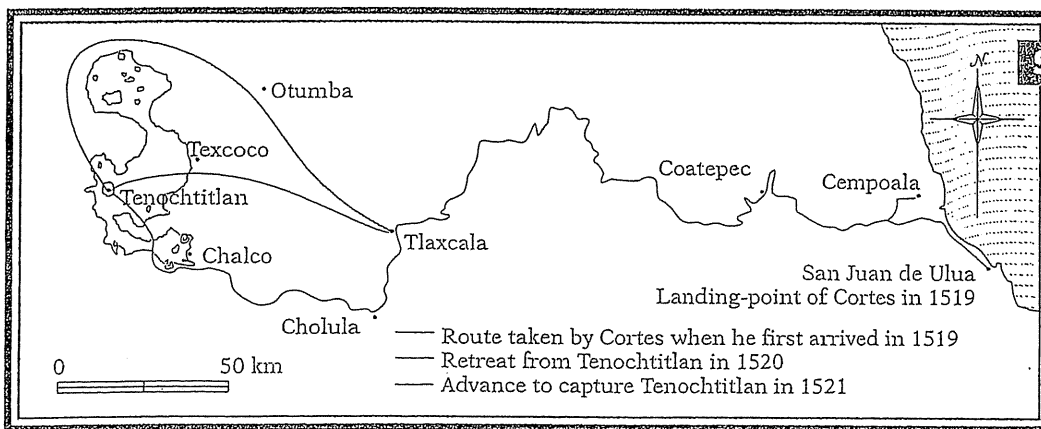 N
Otumba
Texcoco
Tenochtitlan
Chalco
Cholula
Tlaxcala
Coatepec
Cempoala
San Juan de Ulua
Landing-point of Cortes in 1519
Route taken by Cortes when he first arrived in 1519
Retreat from Tenochtitlan in 1520
Advance to capture Tenochtitlan in 1521
0 50 km